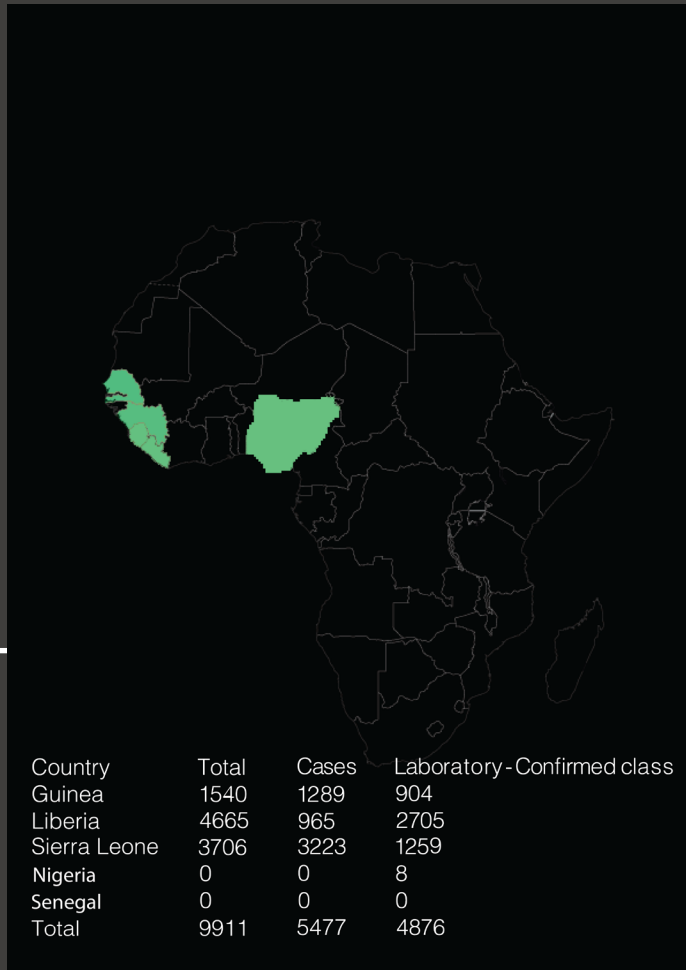 Country Total Cases Laboratory-Confirmed class
Guinea 1540 1289 904
Liberia 4665 965 2705
Sierra Leone 3706 3223 1259
Nigeria 0 0 8
Senegal 0 0 0
Total 9911 5477 4876